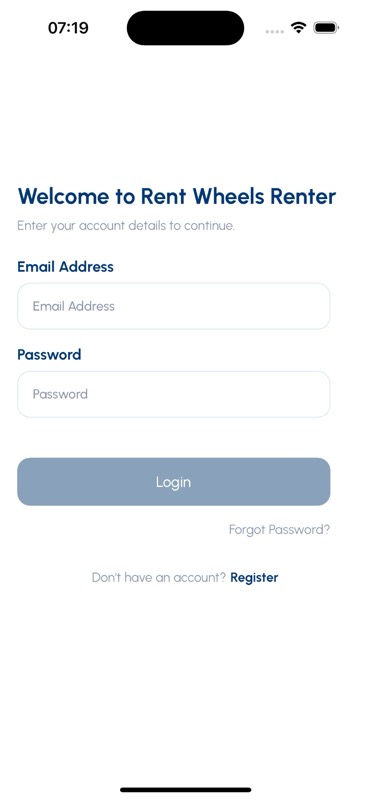 07:19
Welcome to Rent Wheels Renter
Enter your account details to continue.
Email Address
Email Address
Password
Password
Login
Forgot Password?
Don't have an account? Register